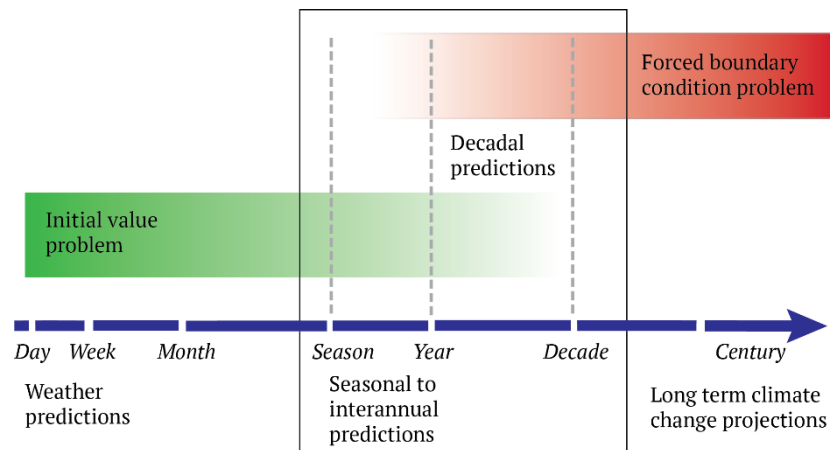 Forced boundary
condition problem
Decadal
predictions
Initial value
problem
Day Week Month Season Year Decade Century
Weather
predictions
Seasonal to
interannual
predictions
Long term climate
change projections